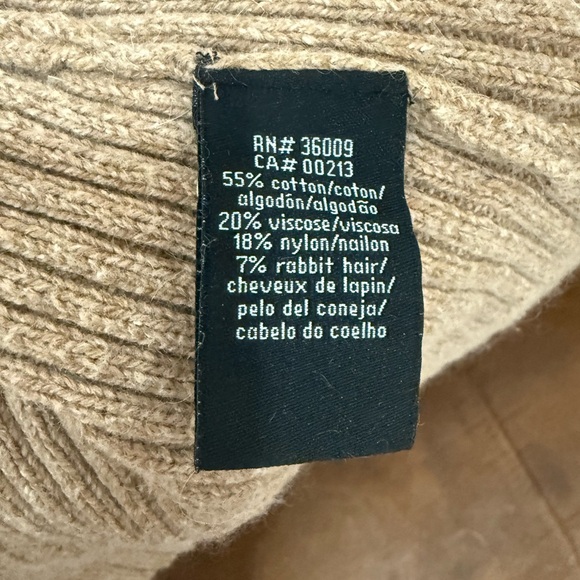 RN# 36009
CA# 00213
55% cotton/coton/
algodón/algodão
20% viscose/viscosa
18% nylon/nailon
7% rabbit hair/
cheveux de lapin/
pelo del coneja/
cabelo do coelho